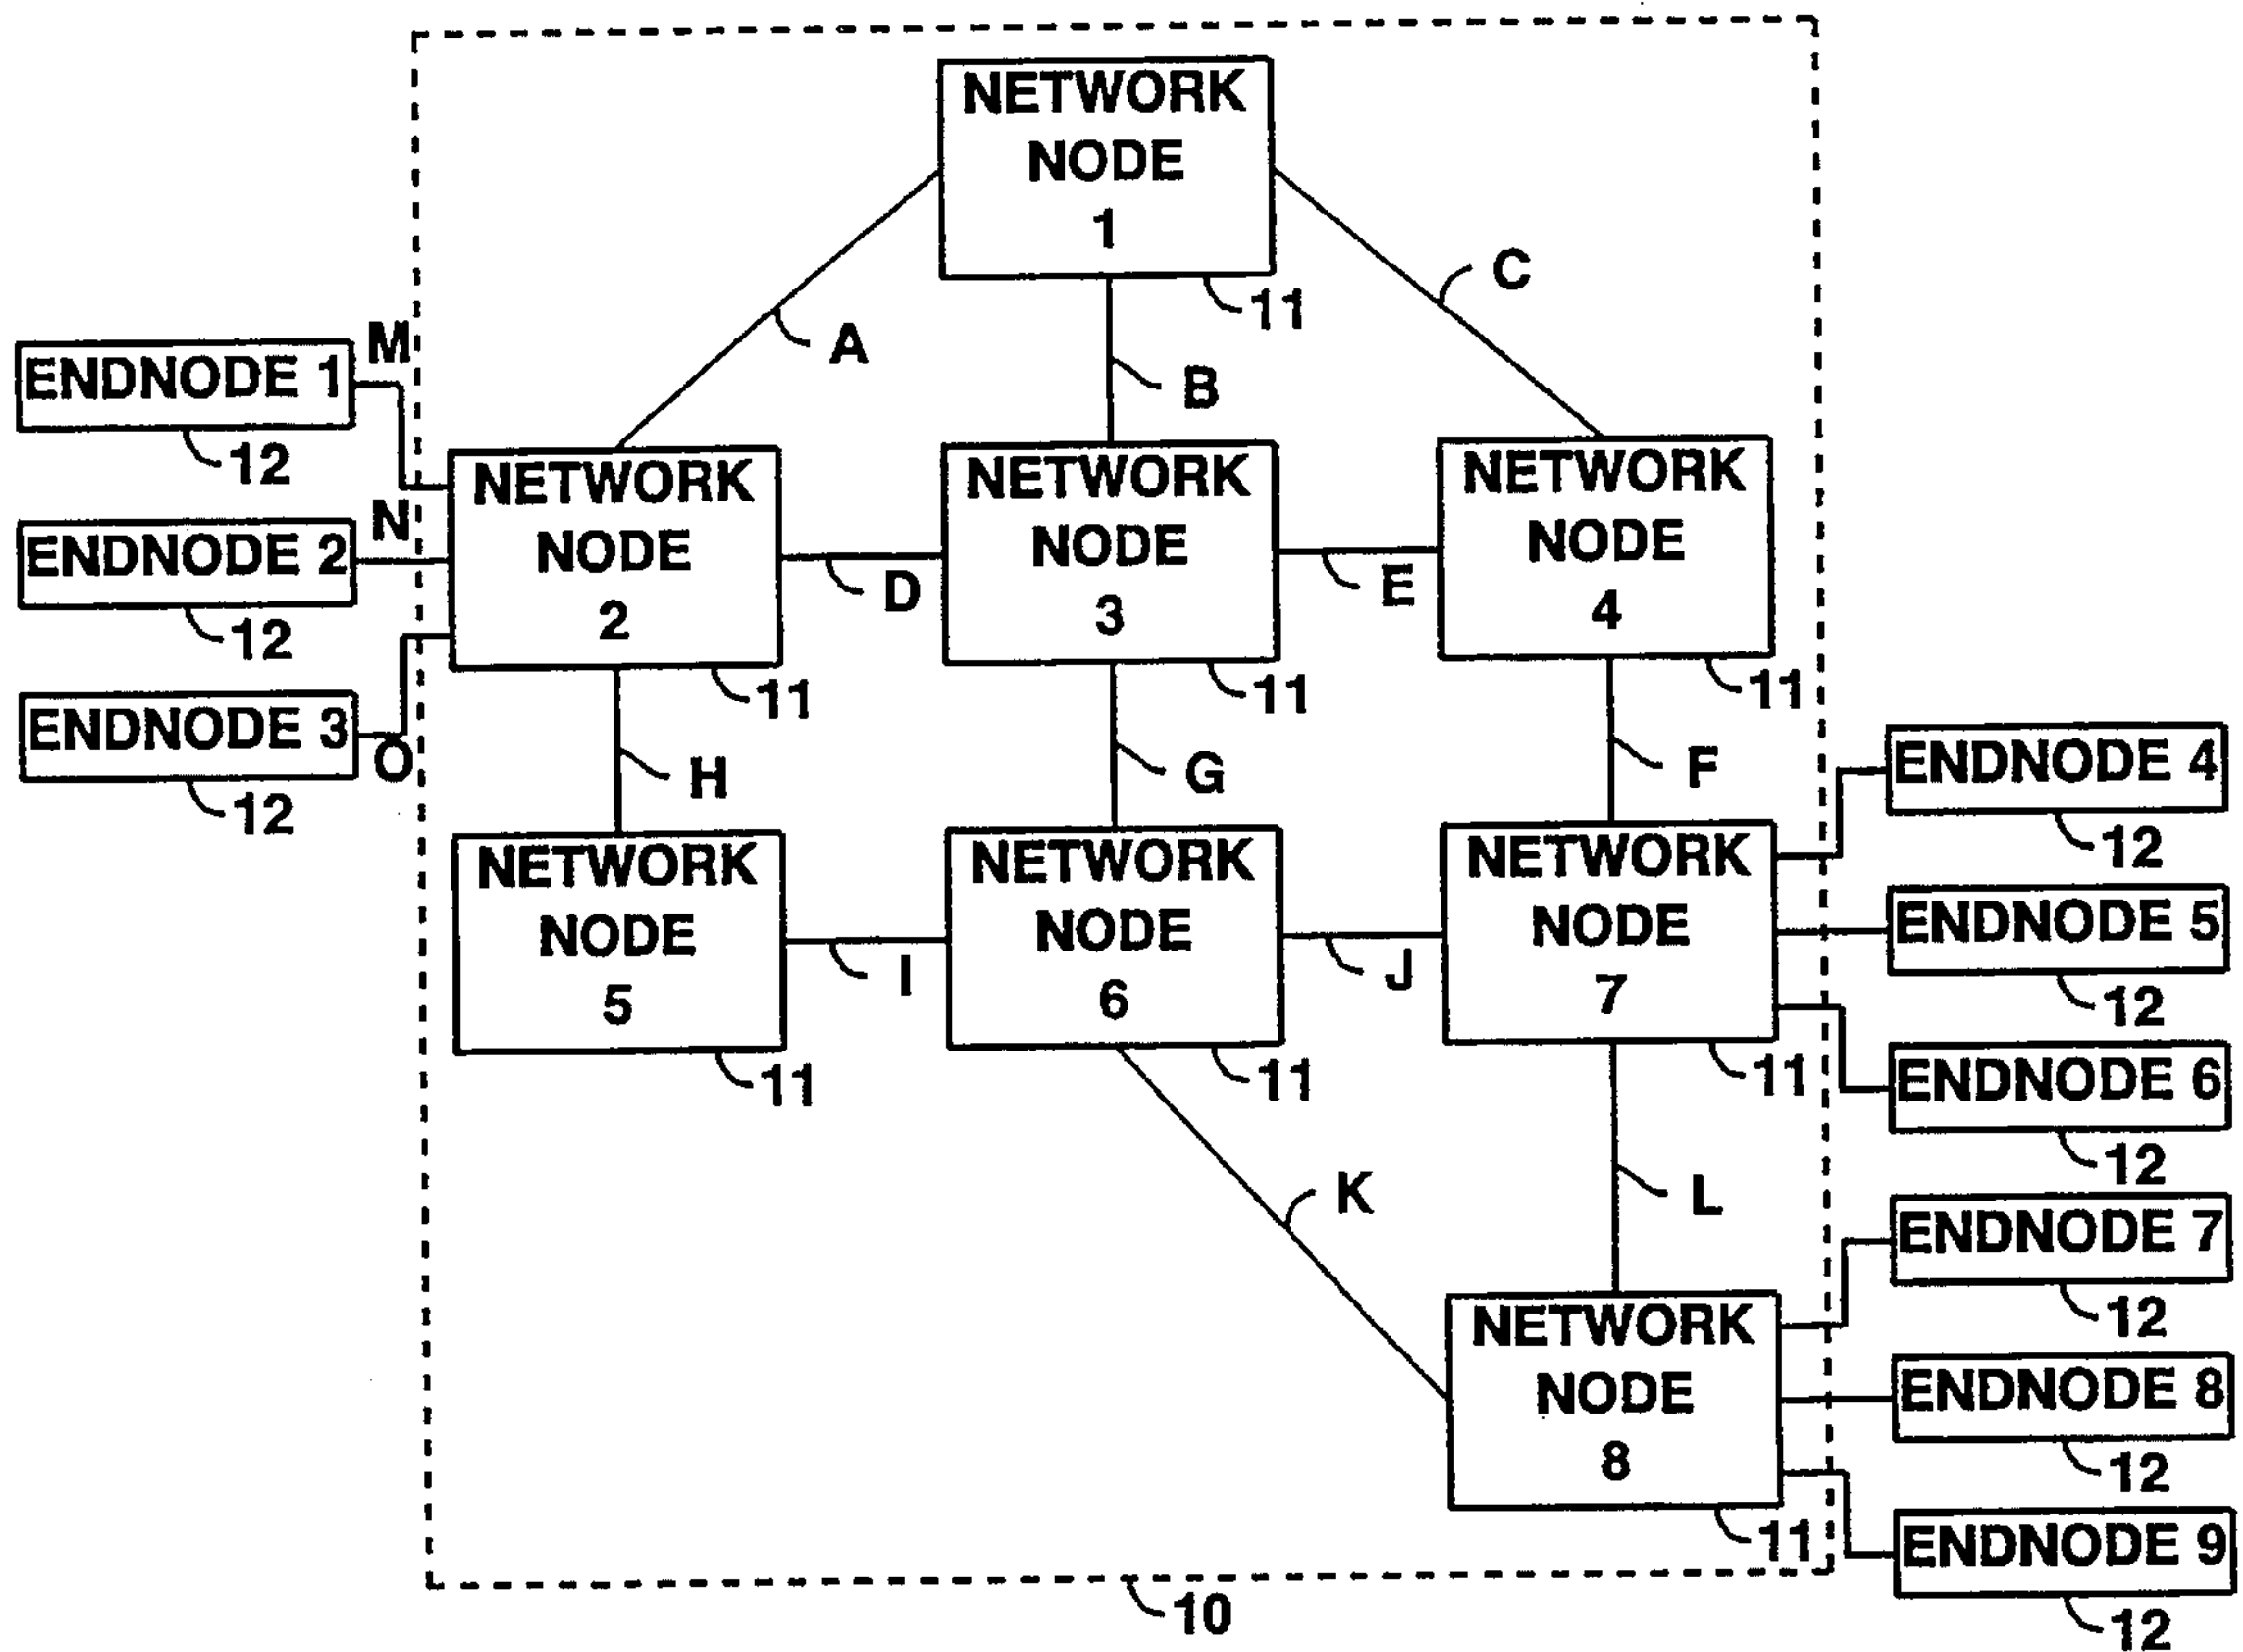 NETWORK
NODE
1
11
A
B
C
M
ENDNODE 1
12
N
ENDNODE 2
12
O
ENDNODE 3
12
NETWORK
NODE
2
11
D
NETWORK
NODE
3
11
E
NETWORK
NODE
4
11
H
G
F
NETWORK
NODE
5
11
I
NETWORK
NODE
6
11
J
NETWORK
NODE
7
11
ENDNODE 4
12
ENDNODE 5
12
ENDNODE 6
12
K
L
NETWORK
NODE
8
11
ENDNODE 7
12
ENDNODE 8
12
ENDNODE 9
12
10